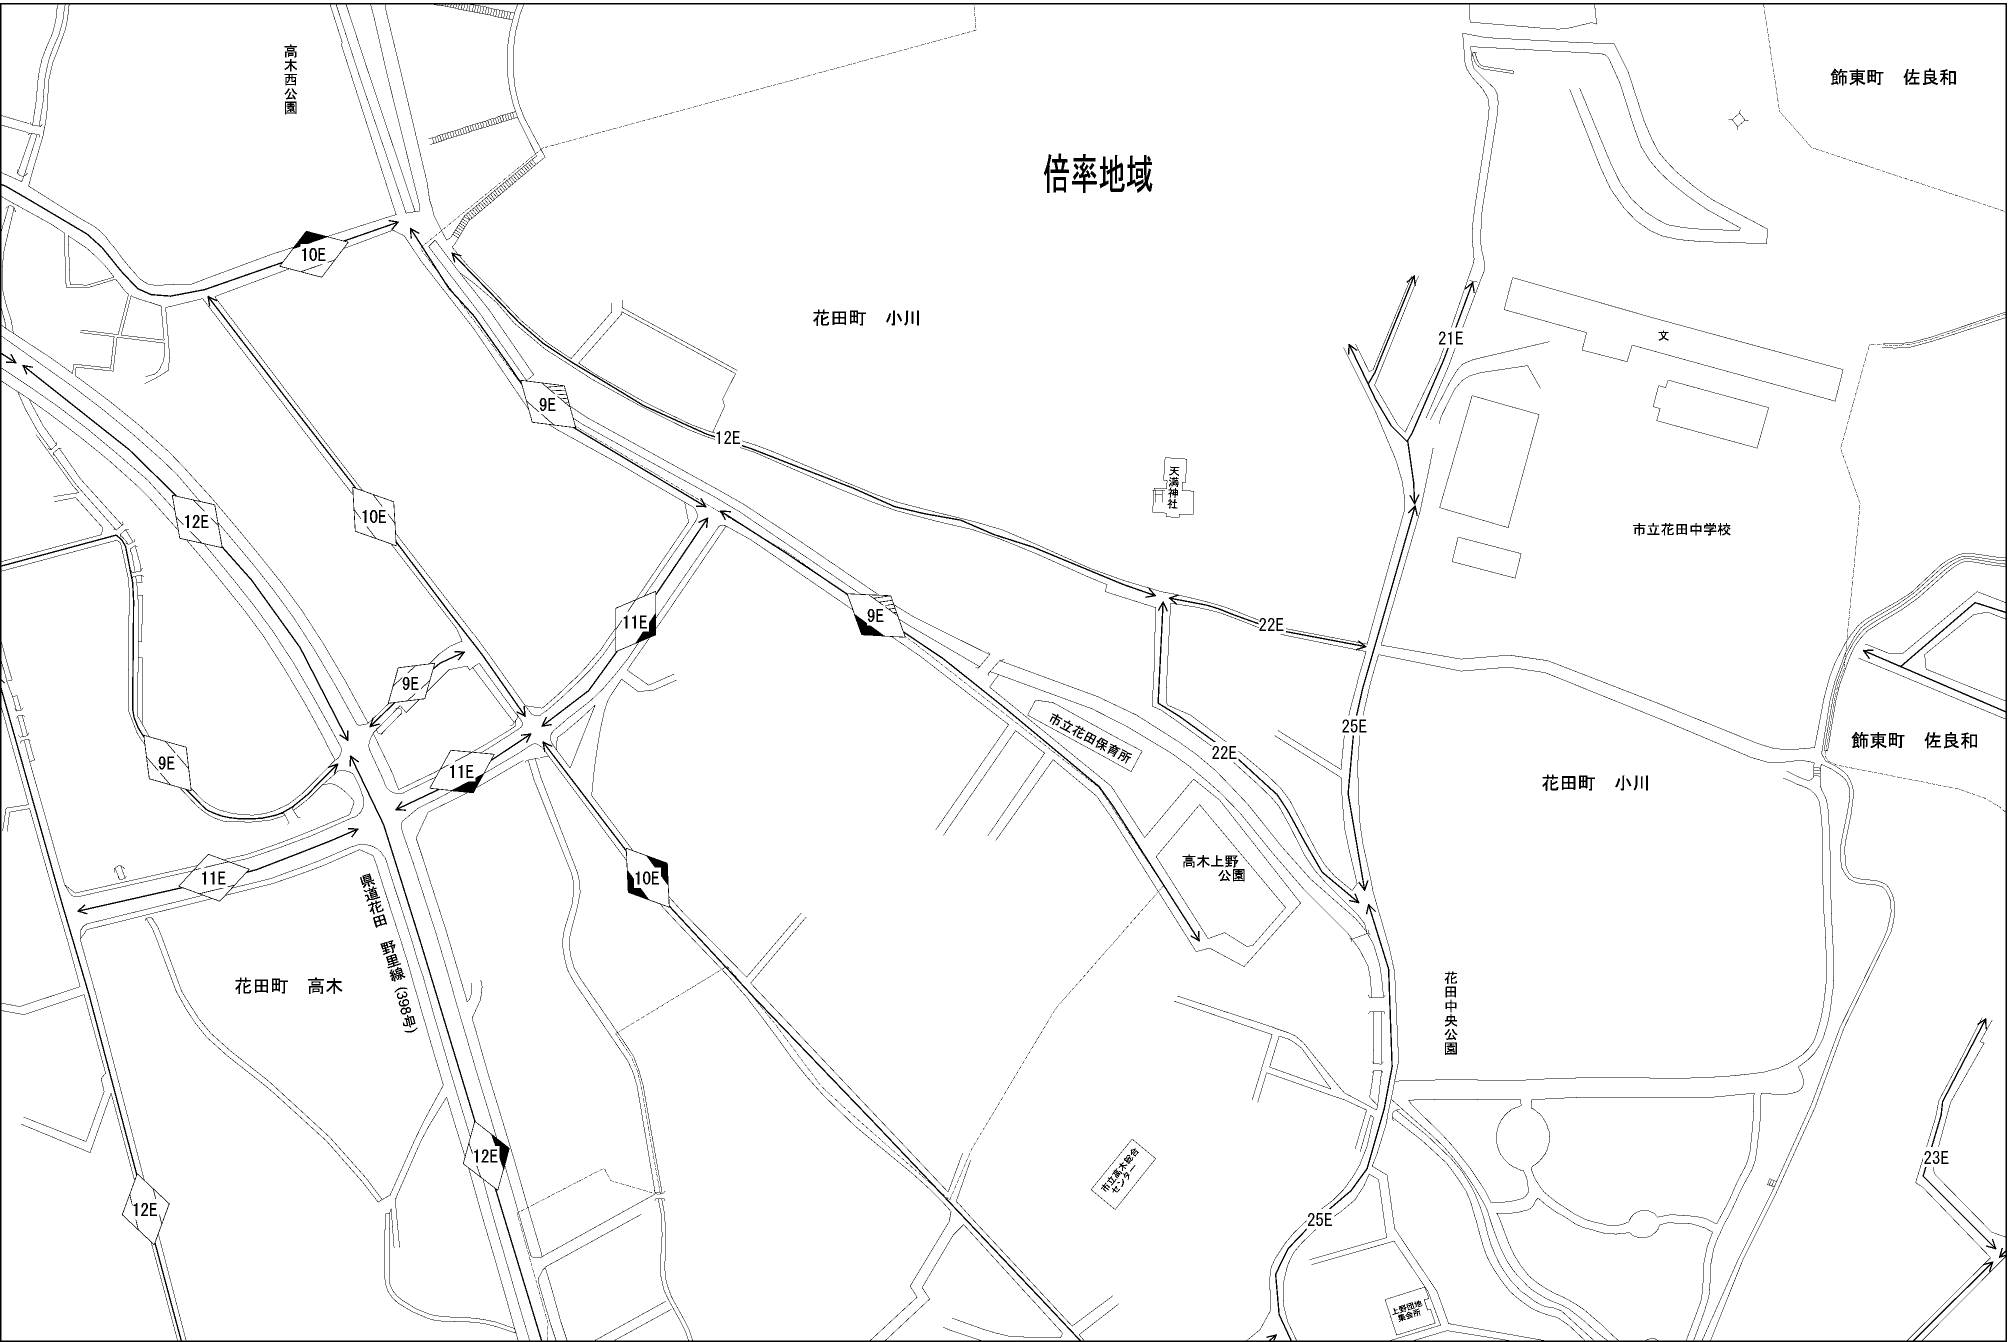 高木西公園
飾東町　佐良和
倍率地域
10E
花田町　小川
21E
文
9E
12E
天満神社
10E
12E
市立花田中学校
11E
9E
22E
9E
25E
市立花田保育所
22E
飾東町　佐良和
9E
11E
花田町　小川
高木上野
公園
11E
10E
県道花田　野里線(398号)
花田町　高木
花田中央公園
12E
市立高木総合
センター
23E
12E
25E
上野団地
集会所